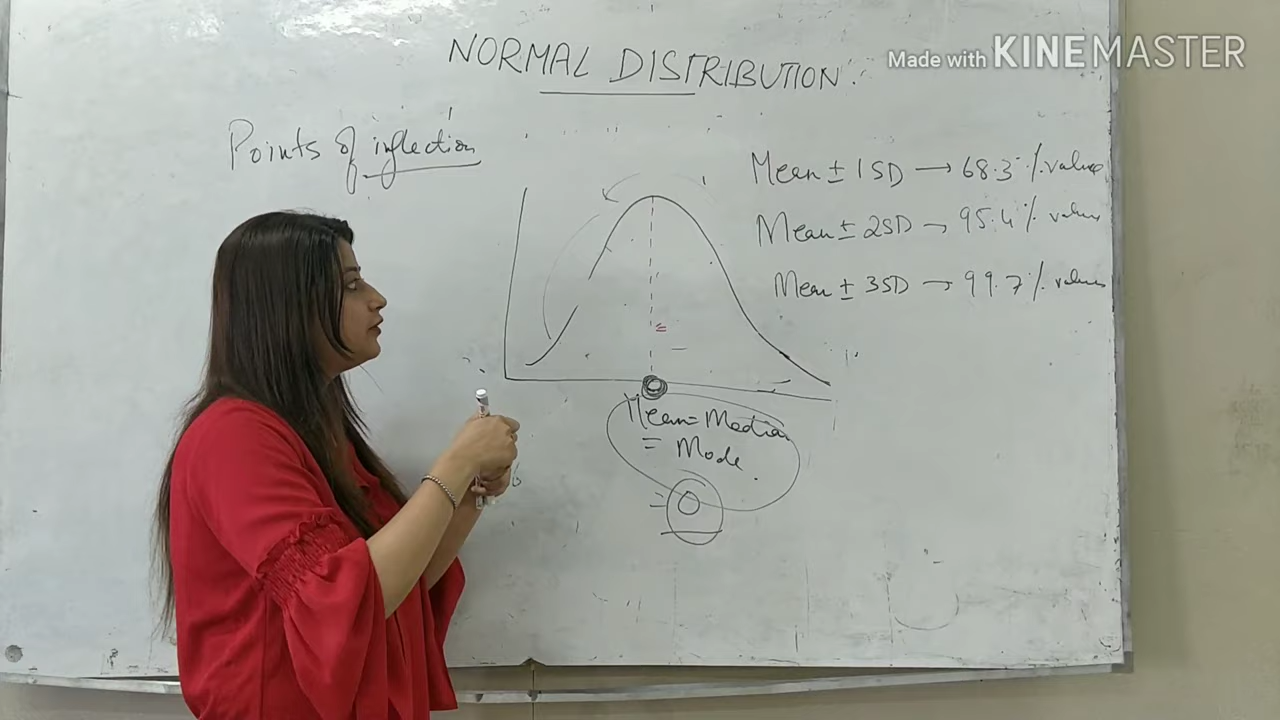 NORMAL DISTRIBUTION.
Made with KINEMASTER
Points of inflection
Mean ± 1SD → 68.3% values
Mean ± 2SD → 95.4% values
Mean ± 3SD → 99.7% values
Mean = Median
= Mode
= 0